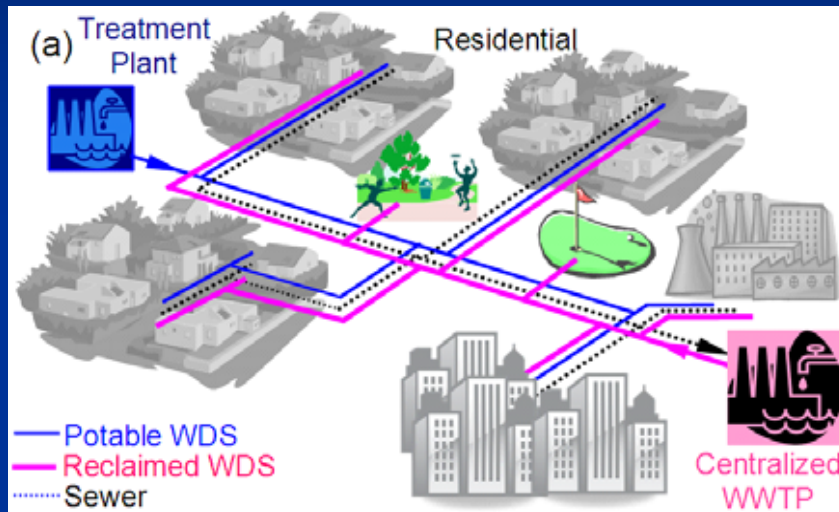 (a)
Treatment
Plant
Residential
Potable WDS
Reclaimed WDS
Sewer
Centralized
WWTP